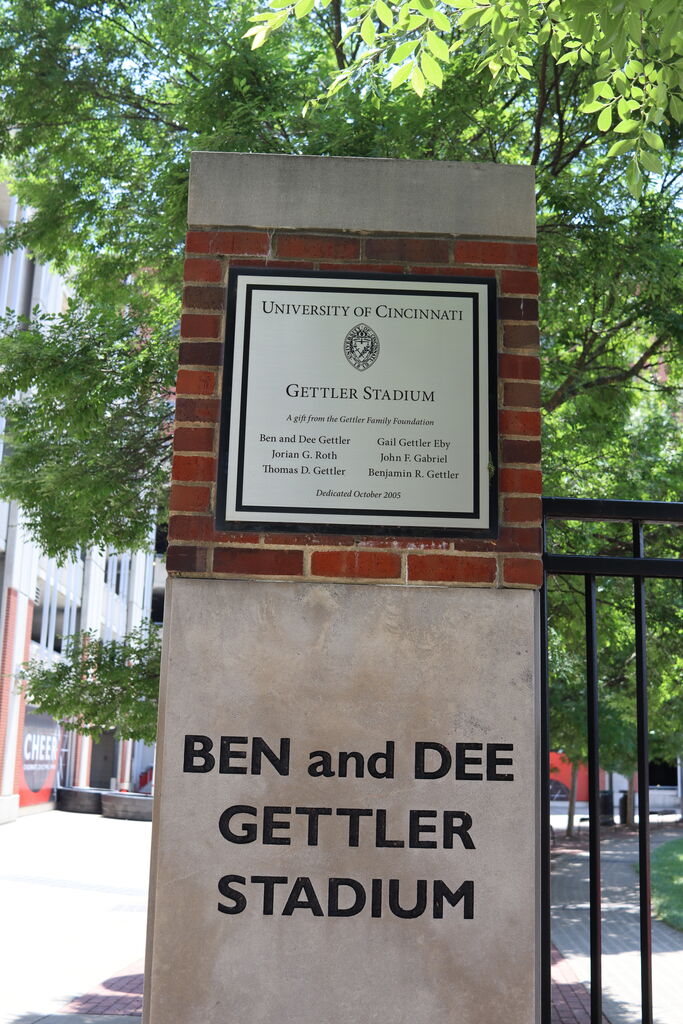 UNIVERSITY OF CINCINNATI
GETTLER STADIUM
A gift from the Gettler Family Foundation
Ben and Dee Gettler
Gail Gettler Eby
Jorian G. Roth
John F. Gabriel
Thomas D. Gettler
Benjamin R. Gettler
Dedicated October 2005
BEN and DEE
GETTLER
STADIUM
CHEER